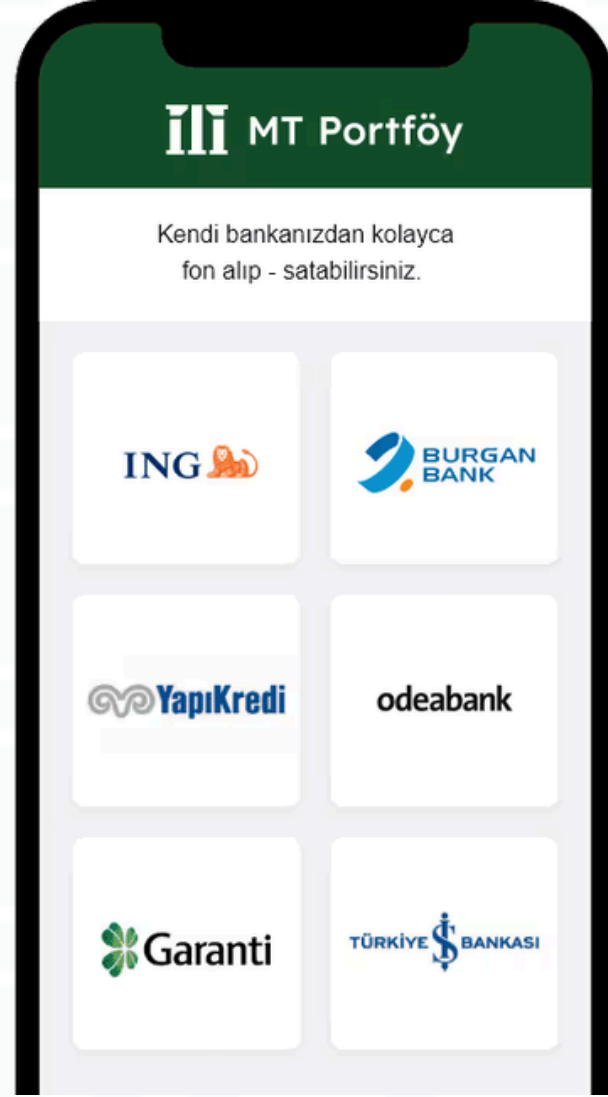 MT Portföy
Kendi bankanızdan kolayca
fon alıp - satabilirsiniz.
ING
BURGAN
BANK
YapıKredi
odeabank
Garanti
TÜRKİYE İŞ BANKASI